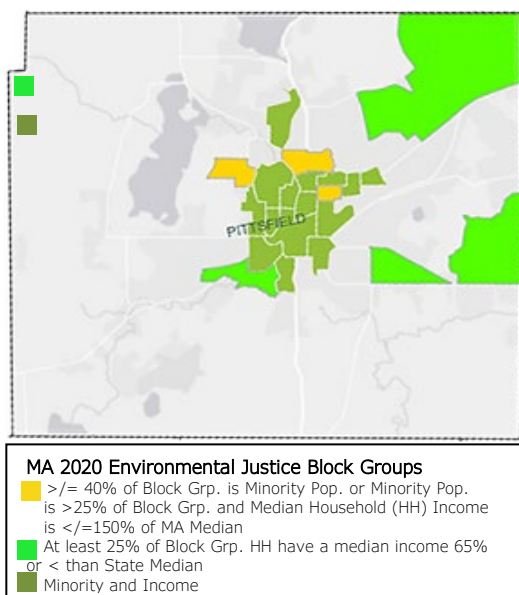 PITTSFIELD
MA 2020 Environmental Justice Block Groups
>/= 40% of Block Grp. is Minority Pop. or Minority Pop.
is >25% of Block Grp. and Median Household (HH) Income
is </=150% of MA Median
At least 25% of Block Grp. HH have a median income 65%
or < than State Median
Minority and Income